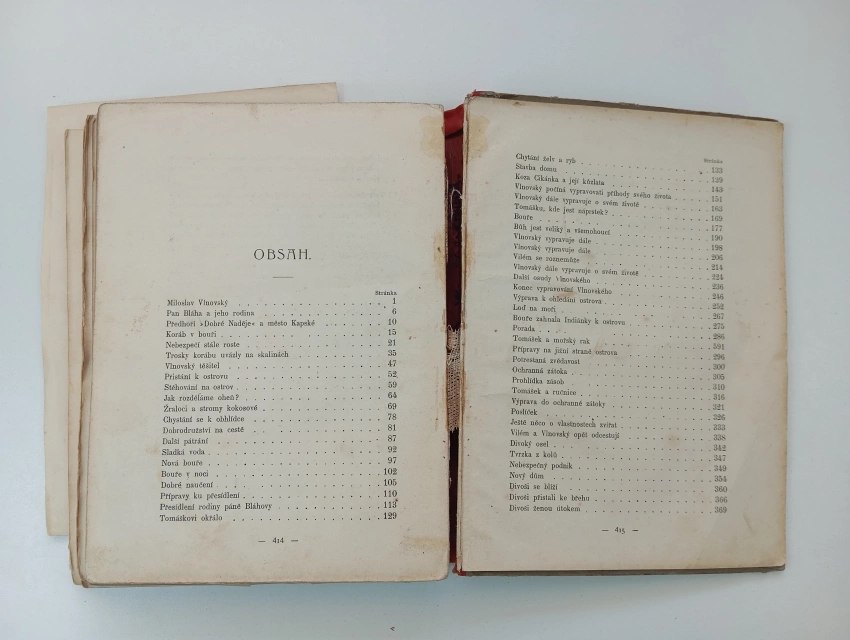 OBSAH.
Stránka
Miloslav Vlnovský 1
Pan Bláha a jeho rodina 6
Předhoří »Dobré Naděje« a město Kapské 10
Koráb v bouři 15
Nebezpečí stále roste 21
Trosky korábu uvázly na skalinách 35
Vlnovský těšitel 47
Přistání k ostrovu 52
Stěhování na ostrov 59
Jak rozděláme oheň? 64
Žraloci a stromy kokosové 69
Chystání se k obhlídce 78
Dobrodružství na cestě 81
Další pátrání 87
Sladká voda 92
Nová bouře 97
Bouře v noci 102
Dobré naučení 105
Přípravy ku přesídlení 110
Přesídlení rodiny páně Bláhovy 113
Tomáškovi okřálo 129
— 414 —
Stránka
Chytání želv a ryb 133
Stavba domu 139
Koza Cikánka a její kůzlata 143
Vlnovský počíná vypravovati příhody svého života 151
Vlnovský dále vypravuje o svém životě 163
Tomášku, kde jest náprstek? 169
Bouře 177
Bůh jest veliký a všemohoucí 190
Vlnovský vypravuje dále 198
Vlnovský vypravuje dále 206
Vilém se roznemůže 214
Vlnovský dále vypravuje o svém životě 224
Další osudy Vlnovského 236
Konec vypravování Vlnovského 246
Výprava k ohledání ostrova 252
Loď na moři 267
Bouře zahnala Indiánky k ostrovu 275
Porada 286
Tomášek a mořský rak 591
Přípravy na jižní straně ostrova 296
Potrestaná zvědavost 300
Ochranná zátoka 305
Prohlídka zásob 310
Tomášek a ručnice 316
Výprava do ochranné zátoky 321
Poslíček 326
Ještě něco o vlastnostech zvířat 333
Vilém a Vlnovský opět odcestují 338
Divoký osel 342
Tvrzka z kolů 347
Nebezpečný podnik 349
Nový dům 354
Divoši se blíží 360
Divoši přistali ke břehu 366
Divoši ženou útokem 369
— 415 —